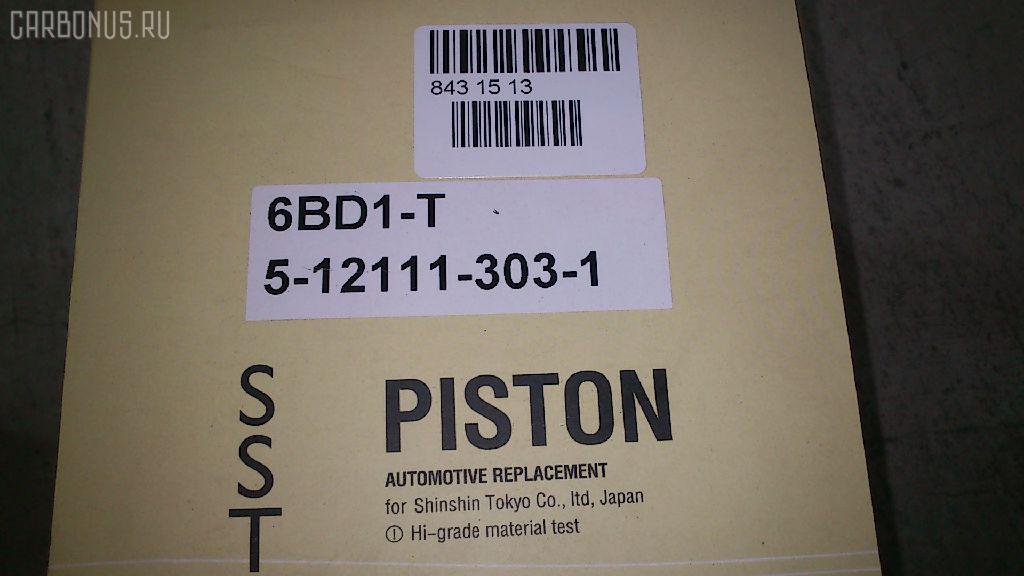 CARBONUS.RU
843 15 13
6BD1-T
5-12111-303-1
SST
PISTON
AUTOMOTIVE REPLACEMENT
for Shinshin Tokyo Co., ltd, Japan
① Hi-grade material test